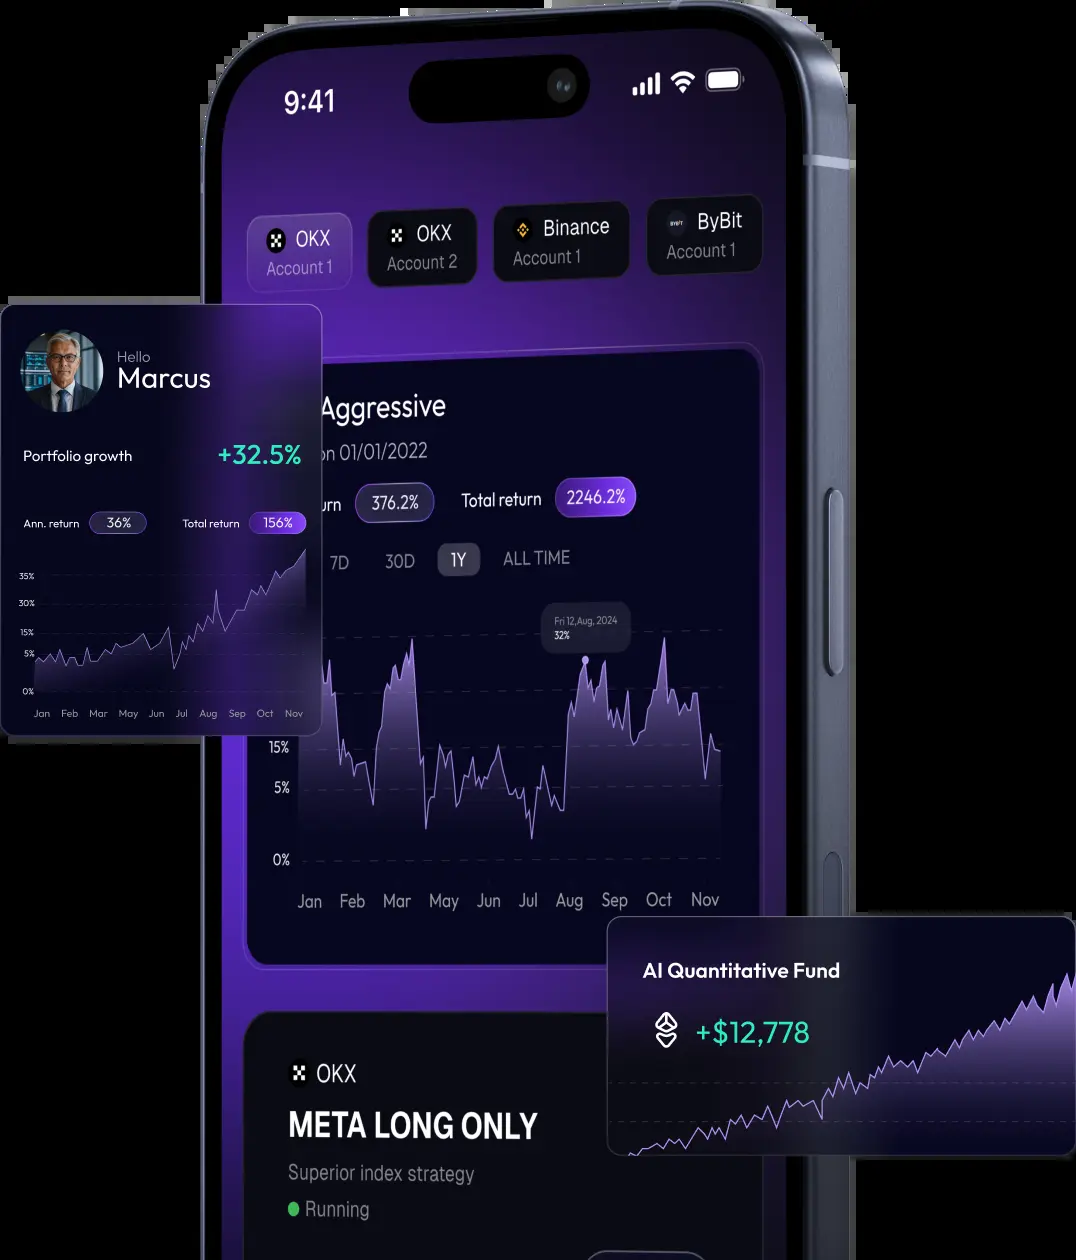 9:41
OKX
Account 1
OKX
Account 2
Binance
Account 1
BYBIT
ByBit
Account 1
Hello
Marcus
Portfolio growth +32.5%
Ann. return 36% Total return 156%
35%
30%
15%
5%
0%
Jan Feb Mar May Jun Jul Aug Sep Oct Nov
Aggressive
on 01/01/2022
urn 376.2% Total return 2246.2%
7D 30D 1Y ALL TIME
Fri 12,Aug, 2024
32%
15%
5%
0%
Jan Feb Mar May Jun Jul Aug Sep Oct Nov
AI Quantitative Fund
+$12,778
OKX
META LONG ONLY
Superior index strategy
Running